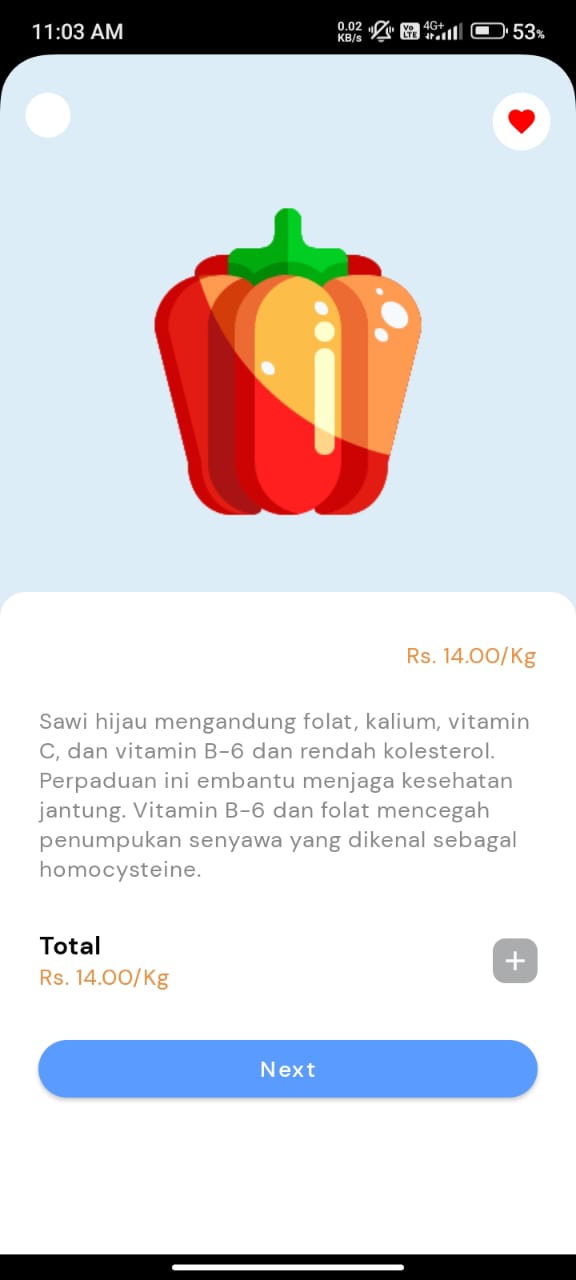 11:03 AM
0.02 KB/s
Vo LTE
4G+
53%
Rs. 14.00/Kg
Sawi hijau mengandung folat, kalium, vitamin
C, dan vitamin B-6 dan rendah kolesterol.
Perpaduan ini embantu menjaga kesehatan
jantung. Vitamin B-6 dan folat mencegah
penumpukan senyawa yang dikenal sebagal
homocysteine.
Total
Rs. 14.00/Kg
+
Next